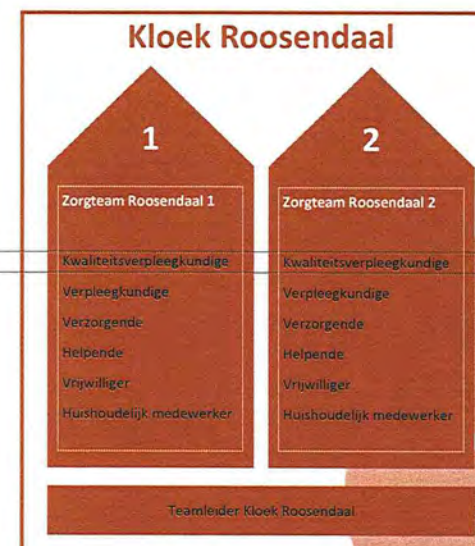 Kloek Roosendaal
1
Zorgteam Roosendaal 1
Kwaliteitsverpleegkundige
Verpleegkundige
Verzorgende
Helpende
Vrijwilliger
Huishoudelijk medewerker
2
Zorgteam Roosendaal 2
Kwaliteitsverpleegkundige
Verpleegkundige
Verzorgende
Helpende
Vrijwilliger
Huishoudelijk medewerker
Teamleider Kloek Roosendaal